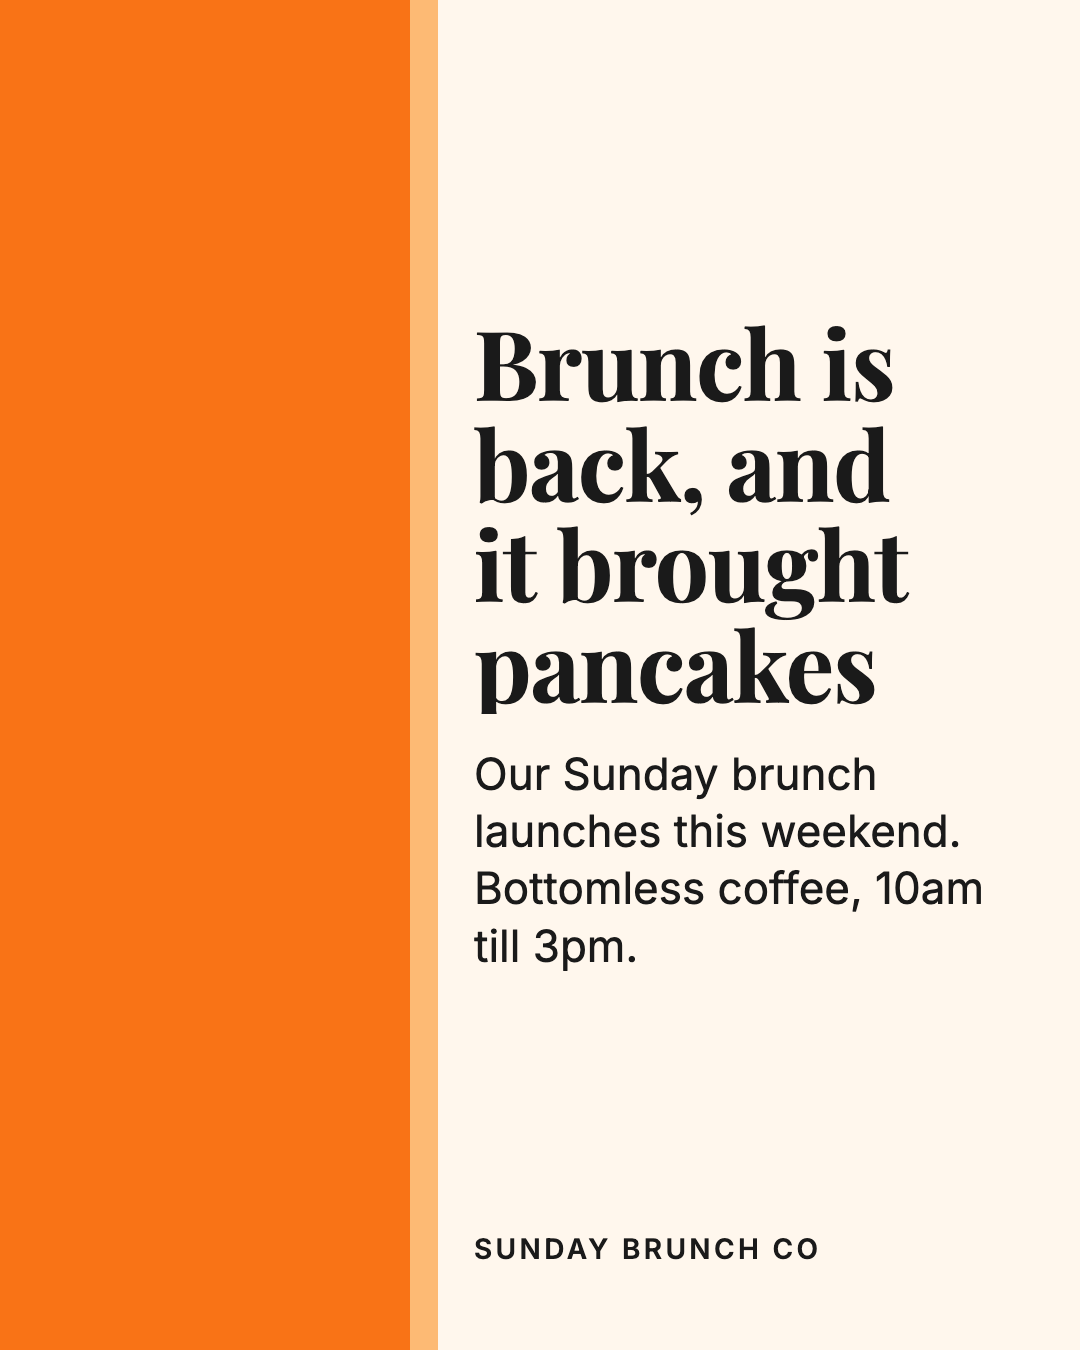 Brunch is
back, and
it brought
pancakes
Our Sunday brunch
launches this weekend.
Bottomless coffee, 10am
till 3pm.
SUNDAY BRUNCH CO